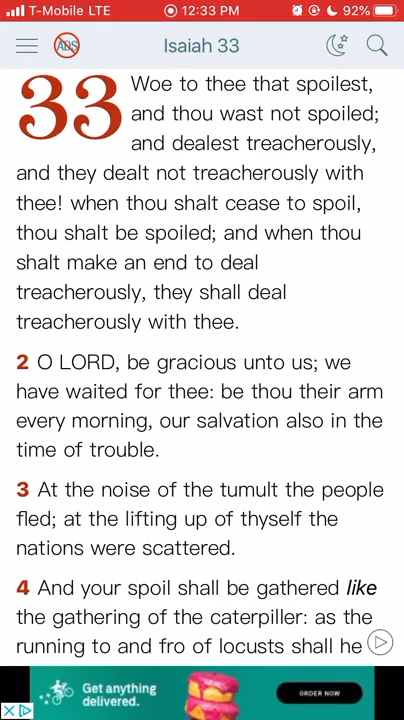 T-Mobile LTE 12:33 PM 92%
ADS Isaiah 33
33 Woe to thee that spoilest,
and thou wast not spoiled;
and dealest treacherously,
and they dealt not treacherously with
thee! when thou shalt cease to spoil,
thou shalt be spoiled; and when thou
shalt make an end to deal
treacherously, they shall deal
treacherously with thee.
2 O LORD, be gracious unto us; we
have waited for thee: be thou their arm
every morning, our salvation also in the
time of trouble.
3 At the noise of the tumult the people
fled; at the lifting up of thyself the
nations were scattered.
4 And your spoil shall be gathered like
the gathering of the caterpiller: as the
running to and fro of locusts shall he
Get anything
delivered.
ORDER NOW